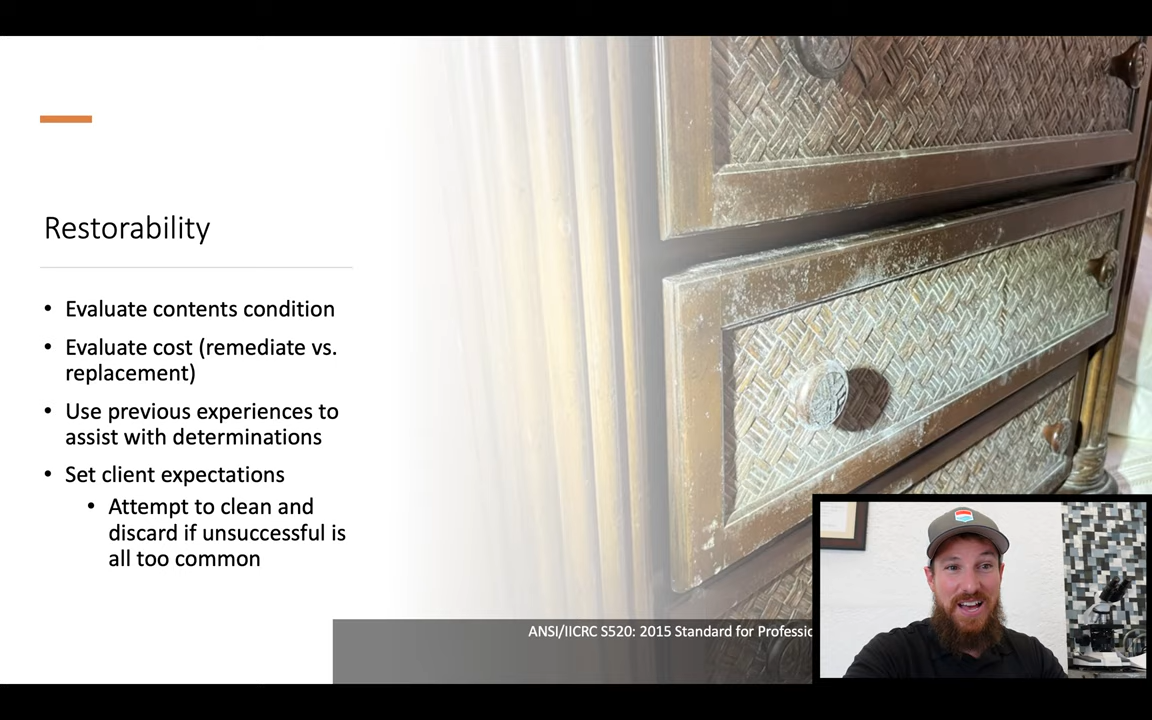 Restorability
• Evaluate contents condition
• Evaluate cost (remediate vs.
replacement)
• Use previous experiences to
assist with determinations
• Set client expectations
• Attempt to clean and
discard if unsuccessful is
all too common
ANSI/IICRC S520: 2015 Standard for